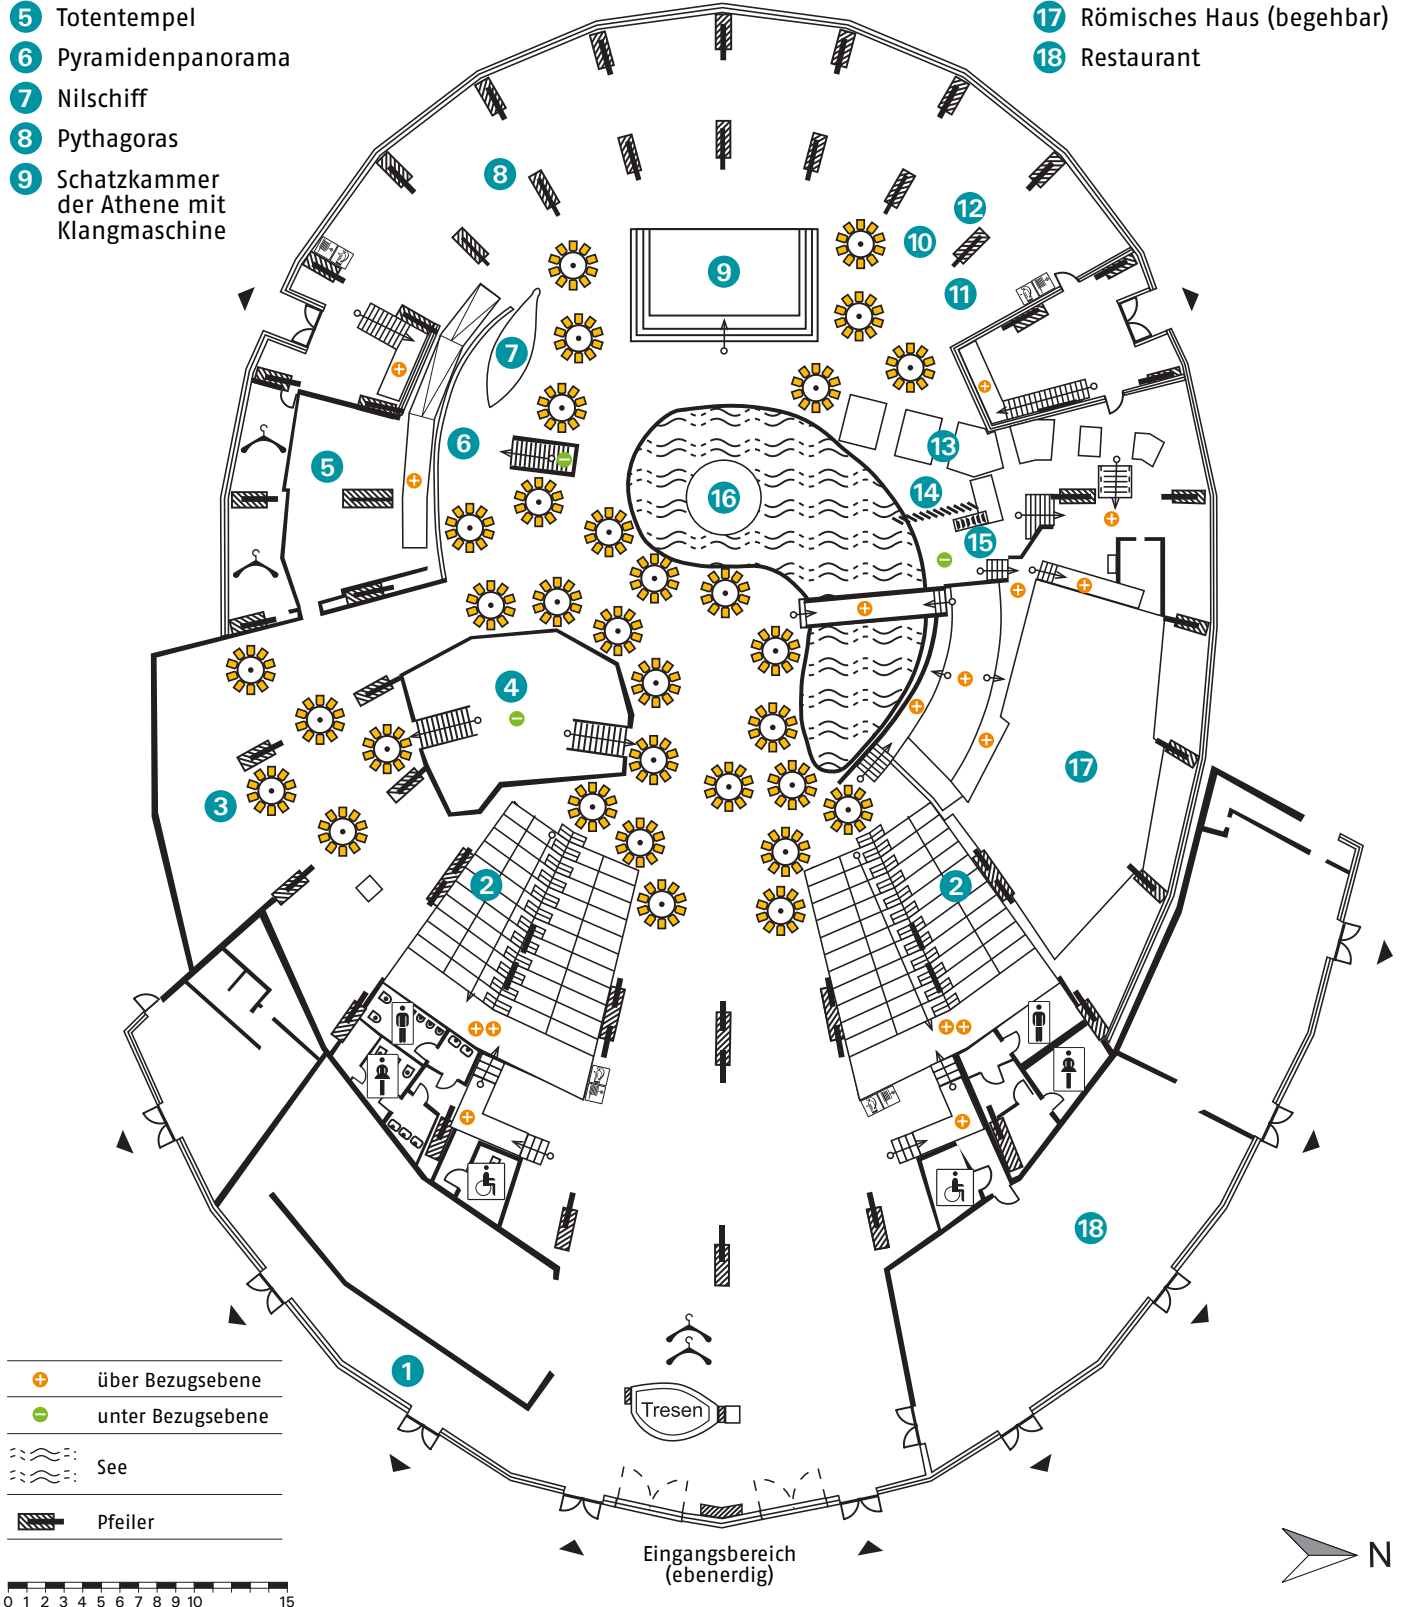 5 Totentempel
6 Pyramidenpanorama
7 Nilschiff
8 Pythagoras
9 Schatzkammer
der Athene mit
Klangmaschine
17 Römisches Haus (begehbar)
18 Restaurant
8
12
10
9
11
7
6
13
5
14
16
15
4
17
3
2
2
18
1
Tresen
über Bezugsebene
unter Bezugsebene
See
Pfeiler
Eingangsbereich
(ebenerdig)
N
0 1 2 3 4 5 6 7 8 9 10 15